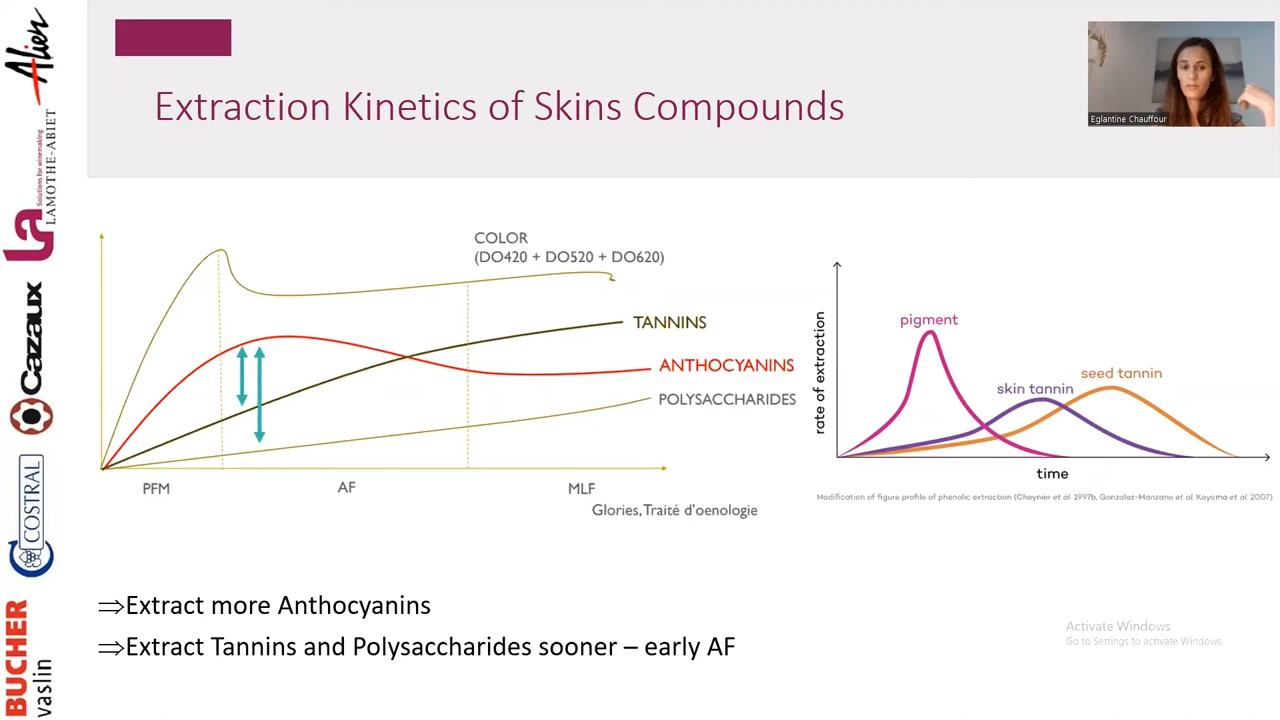 Alien
Solutions for winemaking
LAMOTHE-ABIET
La
Cazaux
COSTRAL
BUCHER
vaslin
Extraction Kinetics of Skins Compounds
Eglantine Chauffour
COLOR
(DO420 + DO520 + DO620)
TANNINS
ANTHOCYANINS
POLYSACCHARIDES
PFM
AF
MLF
Glories, Traité d'oenologie
rate of extraction
pigment
skin tannin
seed tannin
time
Modification of figure profile of phenolic extraction (Cheynier et al. 1997b, Gonzalez-Manzano et al. Koyama et al. 2007)
⇒Extract more Anthocyanins
⇒Extract Tannins and Polysaccharides sooner – early AF
Activate Windows
Go to Settings to activate Windows.